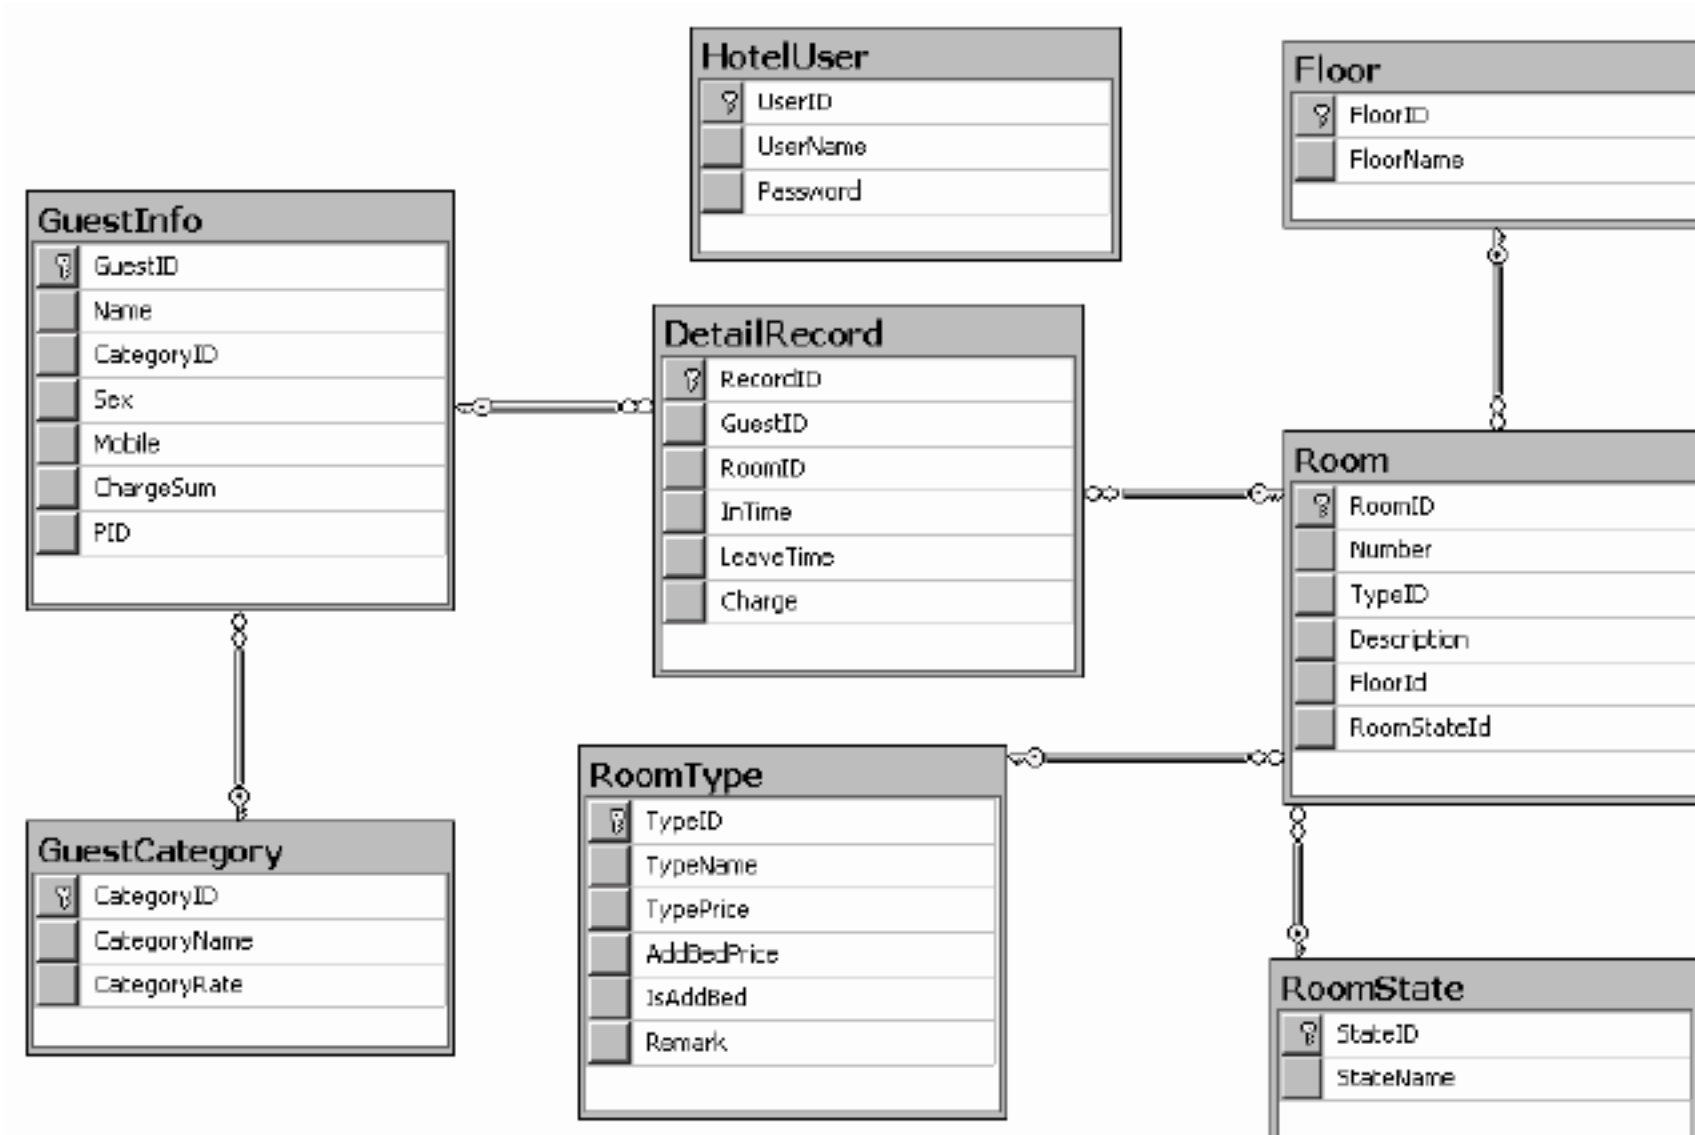 HotelUser
UserID
UserName
Password
Floor
FloorID
FloorName
GuestInfo
GuestID
Name
CategoryID
Sex
Mobile
ChargeSum
PID
DetailRecord
RecordID
GuestID
RoomID
InTime
LeaveTime
Charge
Room
RoomID
Number
TypeID
Description
FloorId
RoomStateId
RoomType
TypeID
TypeName
TypePrice
AddBedPrice
IsAddBed
Remark
GuestCategory
CategoryID
CategoryName
CategoryRate
RoomState
StateID
StateName